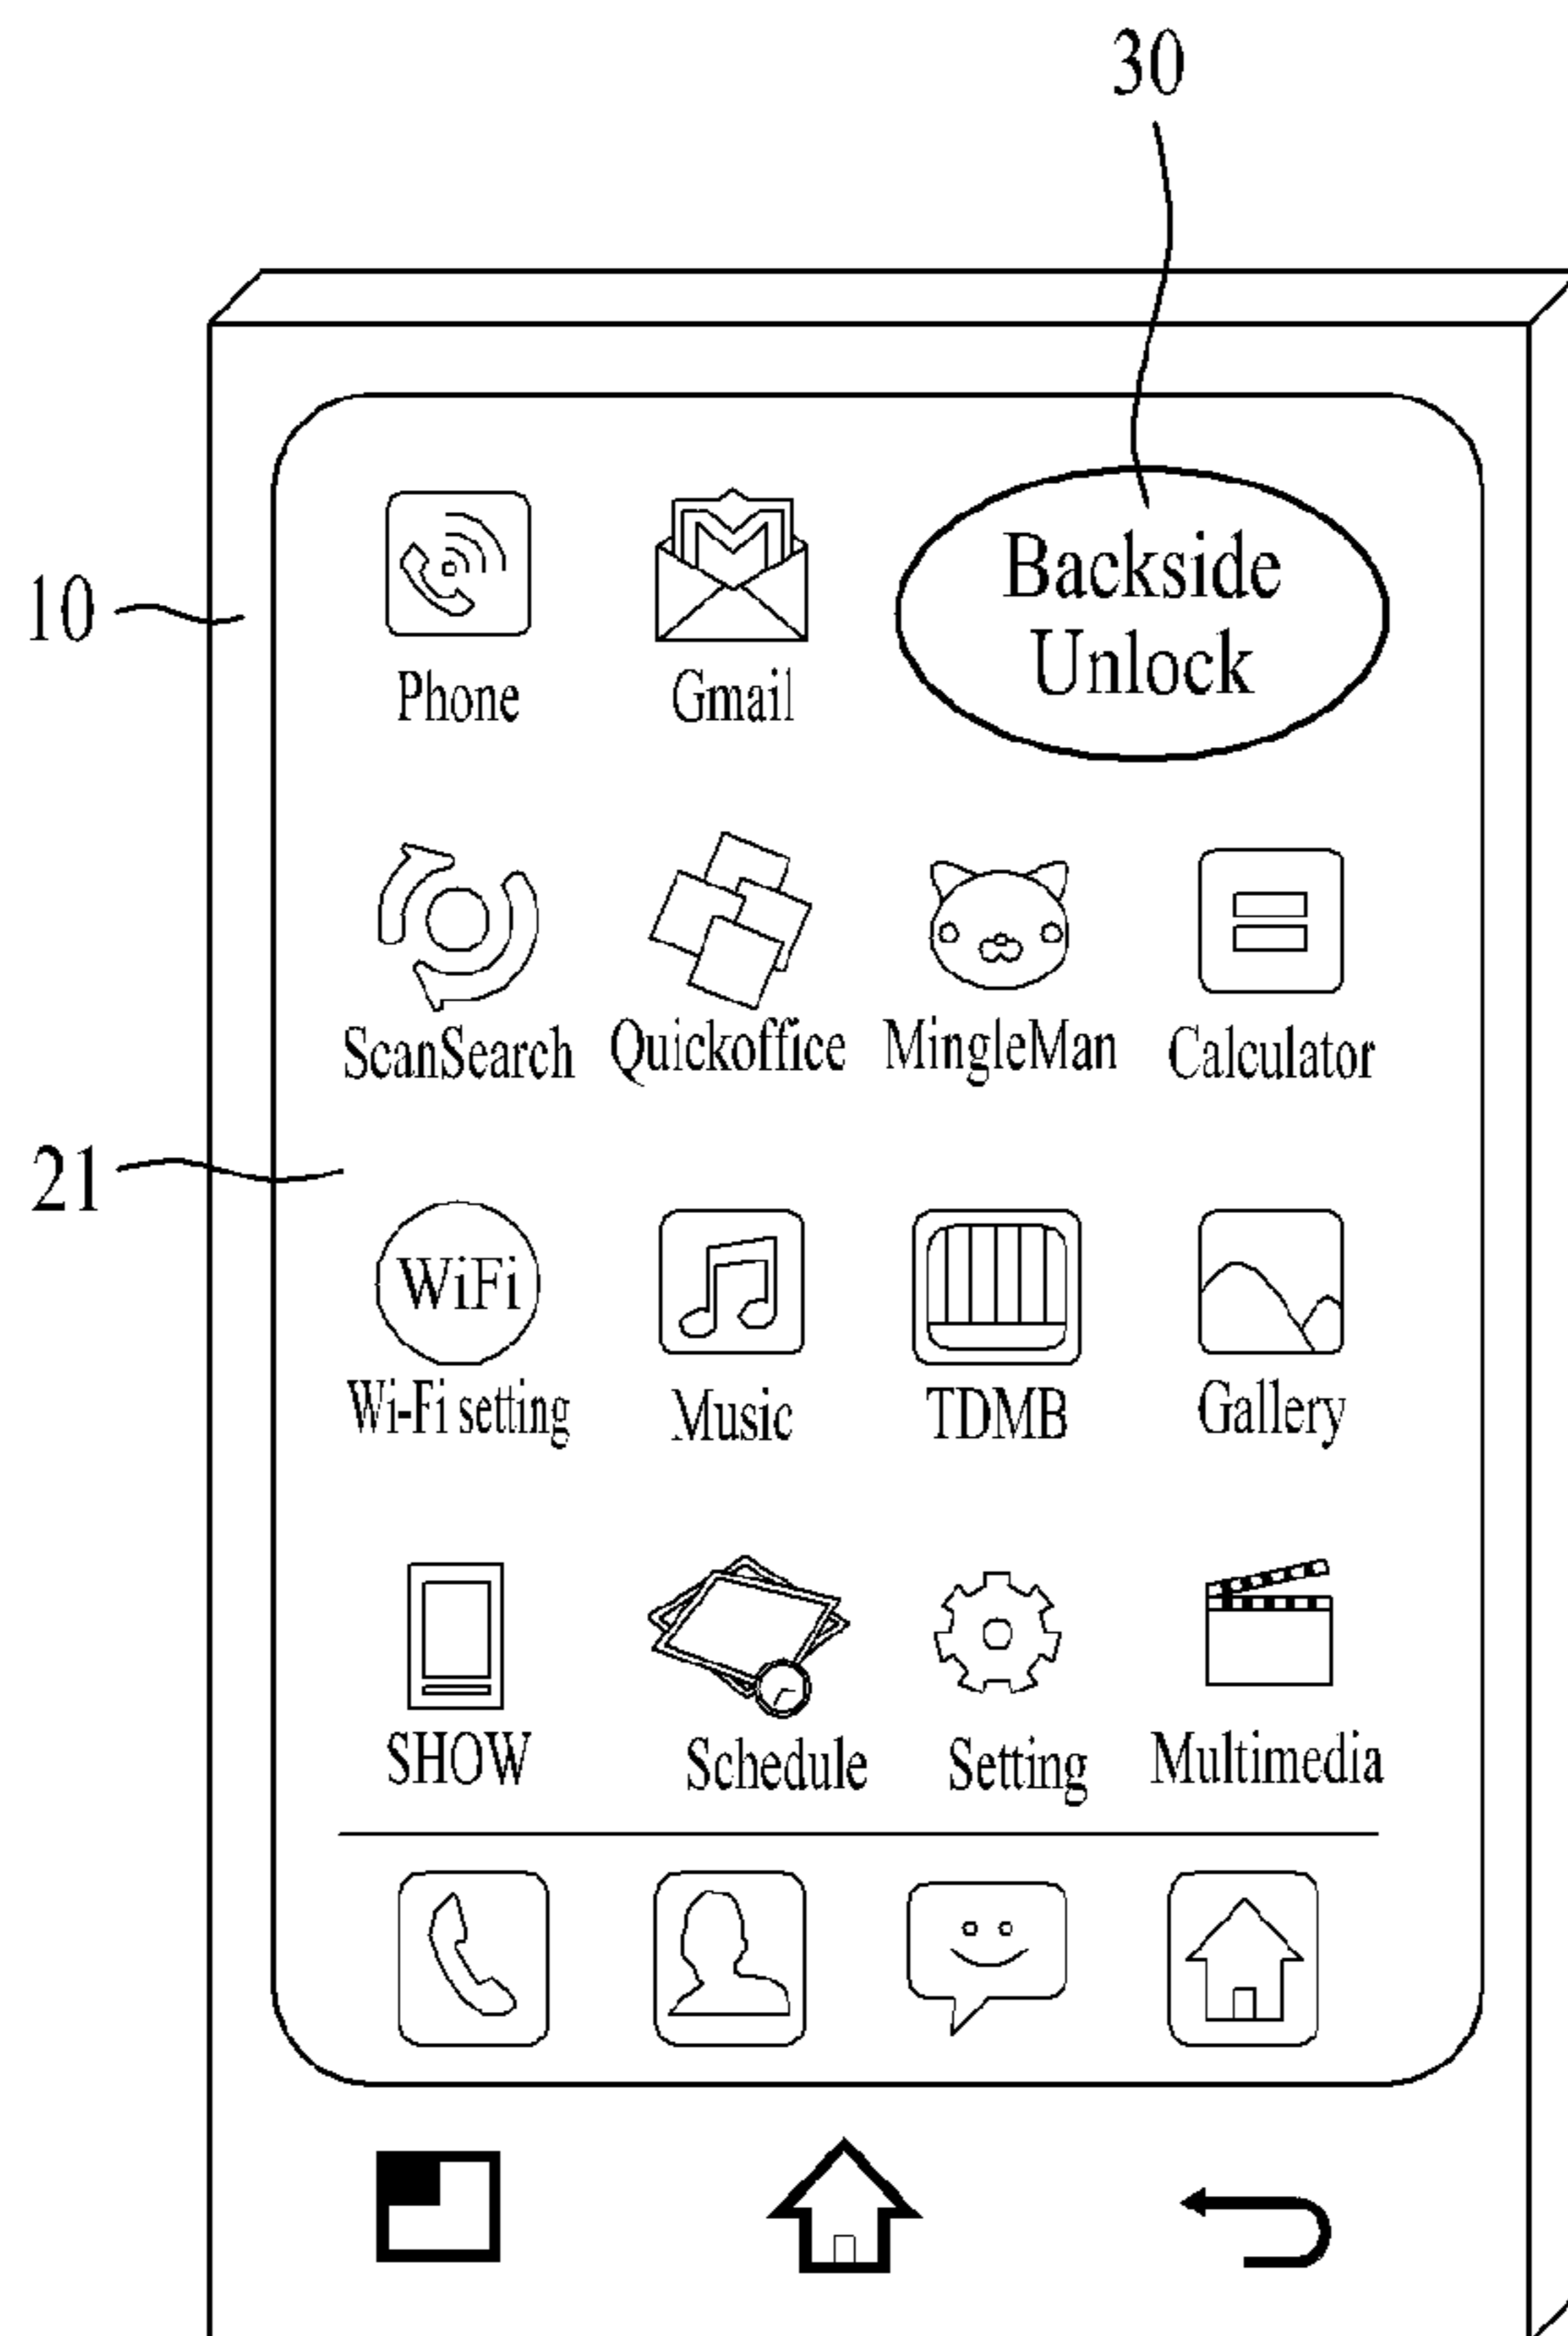 30
10
21
Phone
Gmail
Backside
Unlock
ScanSearch
Quickoffice
MingleMan
Calculator
WiFi
Wi-Fi setting
Music
TDMB
Gallery
SHOW
Schedule
Setting
Multimedia